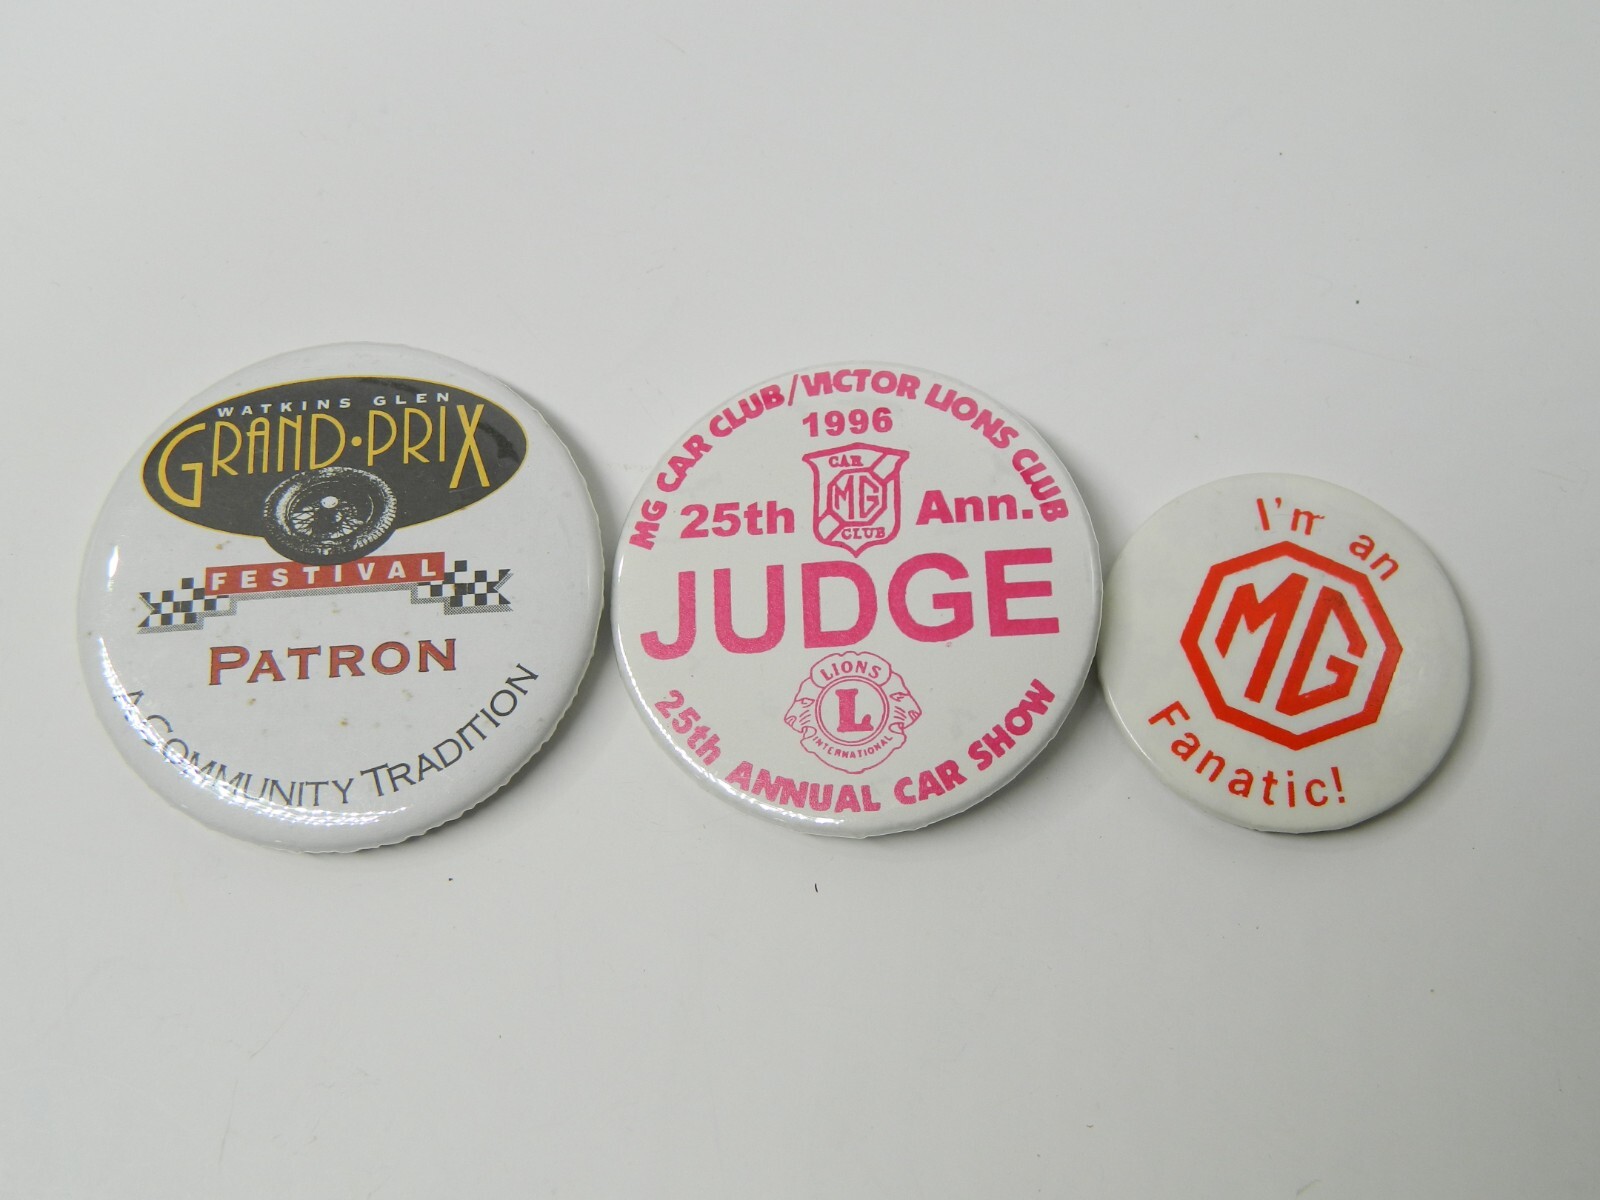 WATKINS GLEN
GRAND·PRIX
FESTIVAL
PATRON
A COMMUNITY TRADITION
MG CAR CLUB/VICTOR LIONS CLUB
1996
25th Ann.
CAR
MG
CLUB
JUDGE
LIONS
L
INTERNATIONAL
25th ANNUAL CAR SHOW
I'm an
MG
Fanatic!